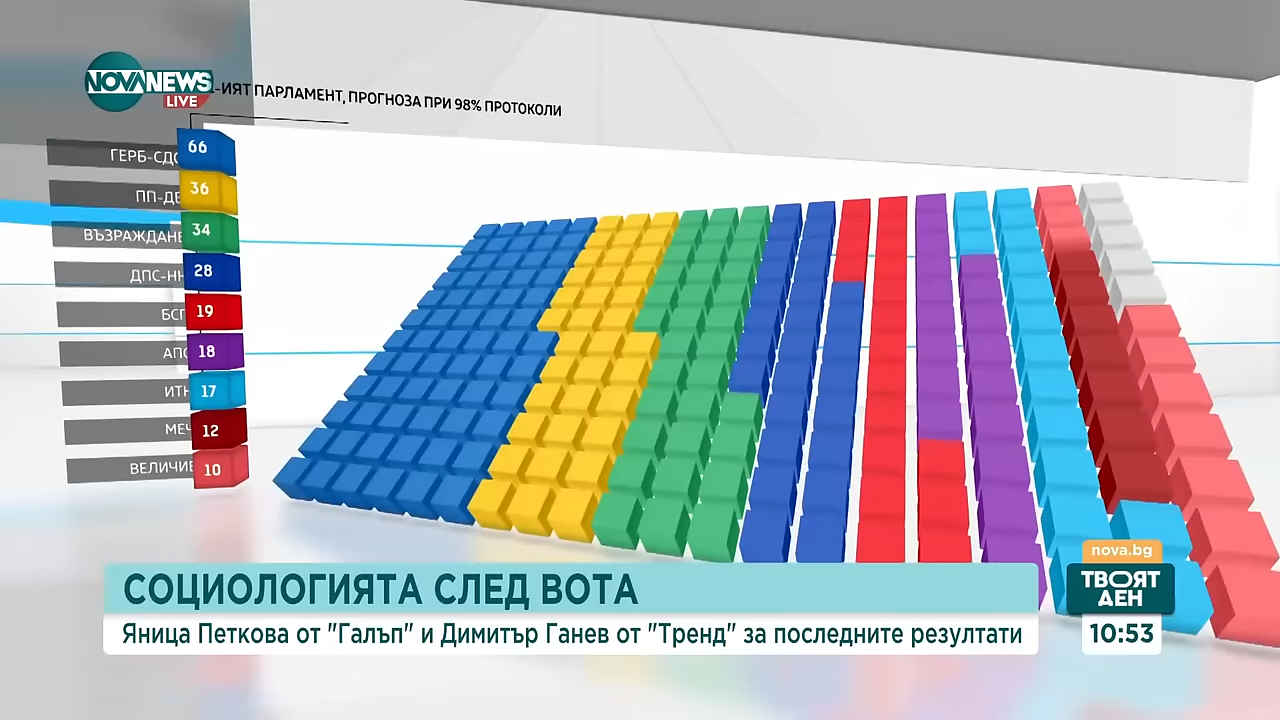 NOVANEWS
LIVE
-ИЯТ ПАРЛАМЕНТ, ПРОГНОЗА ПРИ 98% ПРОТОКОЛИ
ГЕРБ-СДС 66
ПП-ДБ 36
ВЪЗРАЖДАНЕ 34
ДПС-НН 28
БСП 19
АПС 18
ИТН 17
МЕЧ 12
ВЕЛИЧИЕ 10
nova.bg
ТВОЯТ
ДЕН
10:53
СОЦИОЛОГИЯТА СЛЕД ВОТА
Яница Петкова от "Галъп" и Димитър Ганев от "Тренд" за последните резултати